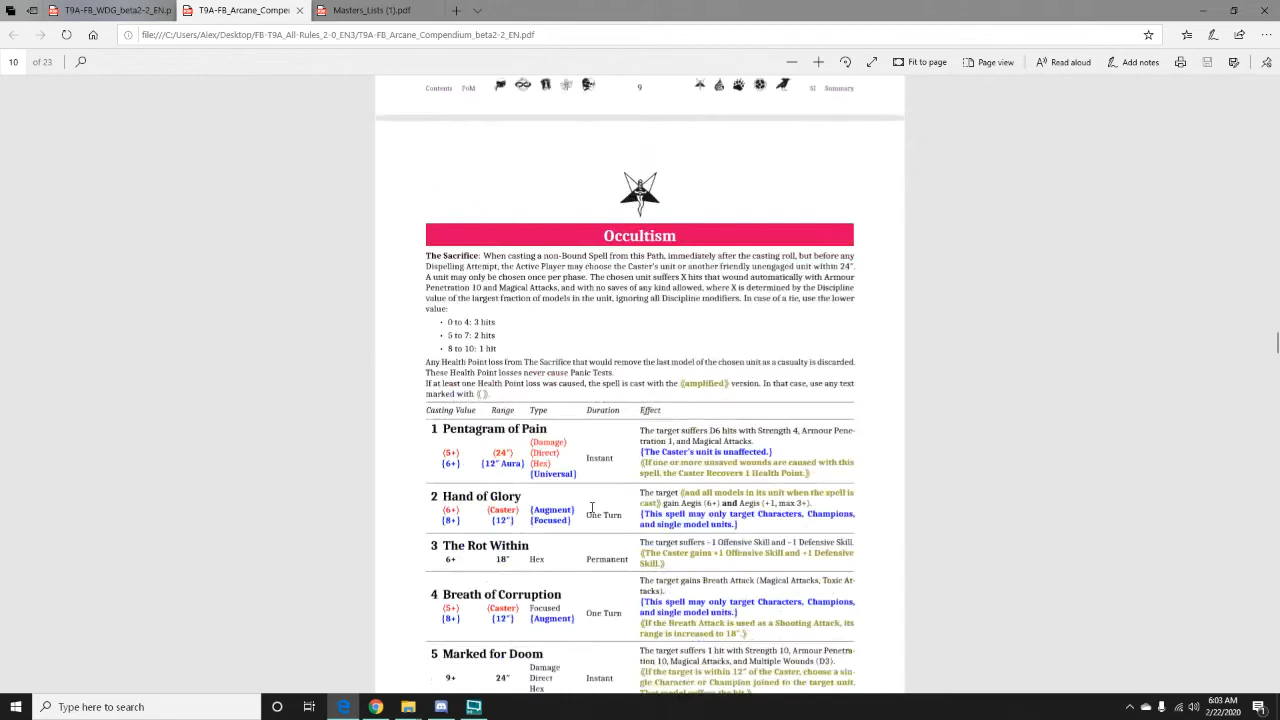 T9A-FB_WDG_beta2-2_EN
T9A-FB_Arcane_Compe
Masters_Lists (1).pdf
file:///C:/Users/Alex/Desktop/FB-T9A_All-Rules_2-0_EN3/T9A-FB_Arcane_Compendium_beta2-2_EN.pdf
10 of 23 Fit to page Page view Read aloud Add notes
Contents PoM 9 SI Summary
Occultism
The Sacrifice: When casting a non-Bound Spell from this Path, immediately after the casting roll, but before any
Dispelling Attempt, the Active Player may choose the Caster's unit or another friendly unengaged unit within 24″.
A unit may only be chosen once per phase. The chosen unit suffers X hits that wound automatically with Armour
Penetration 10 and Magical Attacks, and with no saves of any kind allowed, where X is determined by the Discipline
value of the largest fraction of models in the unit, ignoring all Discipline modifiers. In case of a tie, use the lower
value:
• 0 to 4: 3 hits
• 5 to 7: 2 hits
• 8 to 10: 1 hit
Any Health Point loss from The Sacrifice that would remove the last model of the chosen unit as a casualty is discarded.
These Health Point losses never cause Panic Tests.
If at least one Health Point loss was caused, the spell is cast with the ⟪amplified⟫ version. In that case, use any text
marked with ⟪ ⟫.
Casting Value Range Type Duration Effect
1 Pentagram of Pain
⟨5+⟩ ⟨24″⟩ ⟨Damage⟩
⟨Direct⟩
⟨Hex⟩
{6+} {12″ Aura} {Universal}
Instant
The target suffers D6 hits with Strength 4, Armour Pene-
tration 1, and Magical Attacks.
{The Caster's unit is unaffected.}
⟪If one or more unsaved wounds are caused with this
spell, the Caster Recovers 1 Health Point.⟫
2 Hand of Glory
⟨6+⟩ ⟨Caster⟩ {Augment}
{8+} {12″} {Focused}
One Turn
The target ⟪and all models in its unit when the spell is
cast⟫ gain Aegis (6+) and Aegis (+1, max 3+).
{This spell may only target Characters, Champions,
and single model units.}
3 The Rot Within
6+ 18″ Hex Permanent
The target suffers −1 Offensive Skill and −1 Defensive Skill.
⟪The Caster gains +1 Offensive Skill and +1 Defensive
Skill.⟫
4 Breath of Corruption
⟨5+⟩ ⟨Caster⟩ Focused
{8+} {12″} {Augment}
One Turn
The target gains Breath Attack (Magical Attacks, Toxic At-
tacks).
{This spell may only target Characters, Champions,
and single model units.}
⟪If the Breath Attack is used as a Shooting Attack, its
range is increased to 18″.⟫
5 Marked for Doom
9+ 24″ Damage
Direct
Hex
Instant
The target suffers 1 hit with Strength 10, Armour Penetra-
tion 10, Magical Attacks, and Multiple Wounds (D3).
⟪If the target is within 12″ of the Caster, choose a sin-
gle Character or Champion joined to the target unit.
That model suffers the hit.⟫
here to search
6:03 AM
2/22/2020